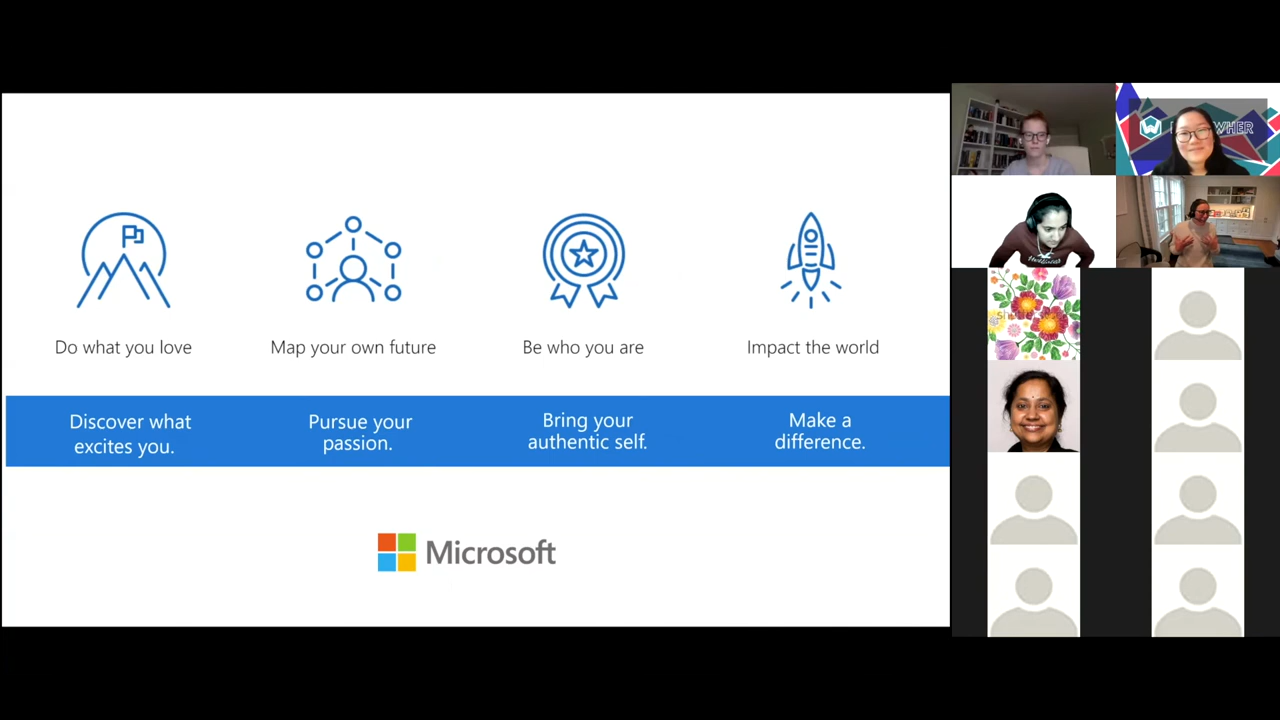 Do what you love
Map your own future
Be who you are
Impact the world
Discover what
excites you.
Pursue your
passion.
Bring your
authentic self.
Make a
difference.
Microsoft